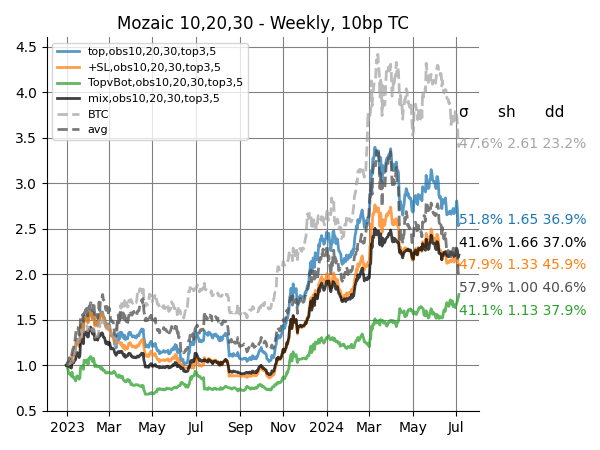 Mozaic 10,20,30 - Weekly, 10bp TC
4.5
4.0
3.5
3.0
2.5
2.0
1.5
1.0
0.5
top,obs10,20,30,top3,5
+SL,obs10,20,30,top3,5
TopvBot,obs10,20,30,top3,5
mix,obs10,20,30,top3,5
BTC
avg
σ sh dd
47.6% 2.61 23.2%
51.8% 1.65 36.9%
41.6% 1.66 37.0%
47.9% 1.33 45.9%
57.9% 1.00 40.6%
41.1% 1.13 37.9%
2023 Mar May Jul Sep Nov 2024 Mar May Jul